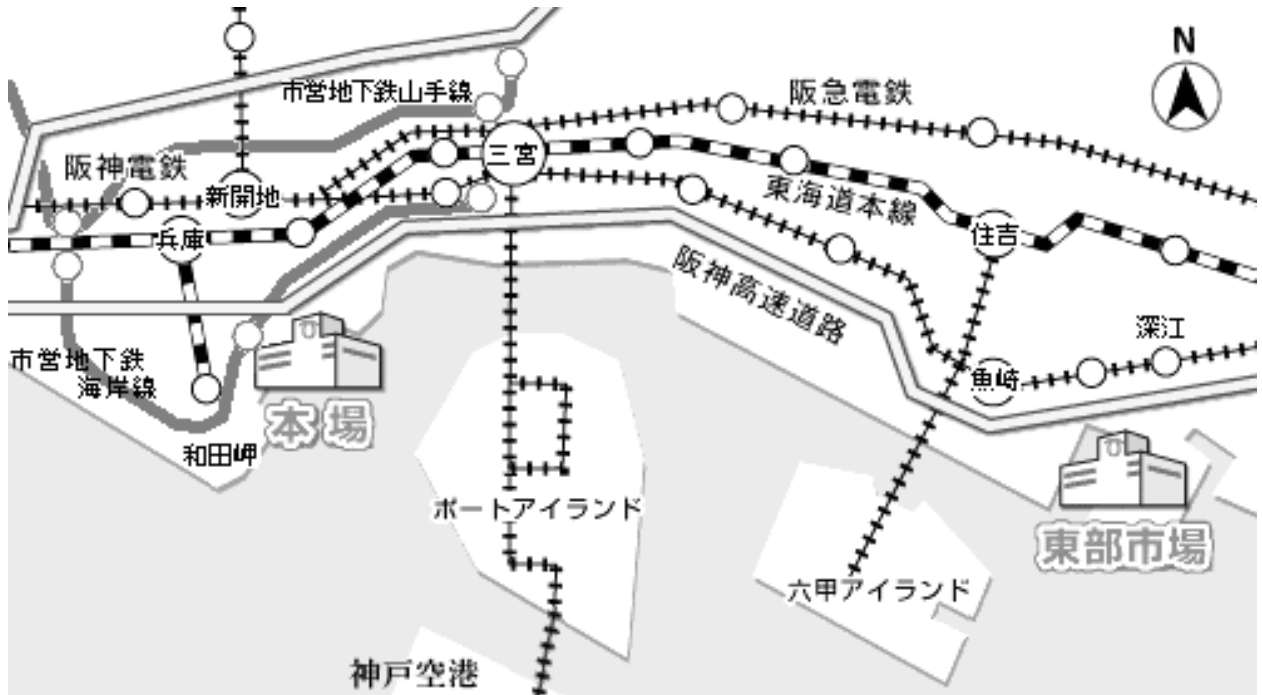 N
市営地下鉄山手線
阪急電鉄
阪神電鉄
三宮
新開地
東海道本線
兵庫
住吉
阪神高速道路
深江
市営地下鉄
海岸線
魚崎
本場
和田岬
ポートアイランド
東部市場
六甲アイランド
神戸空港